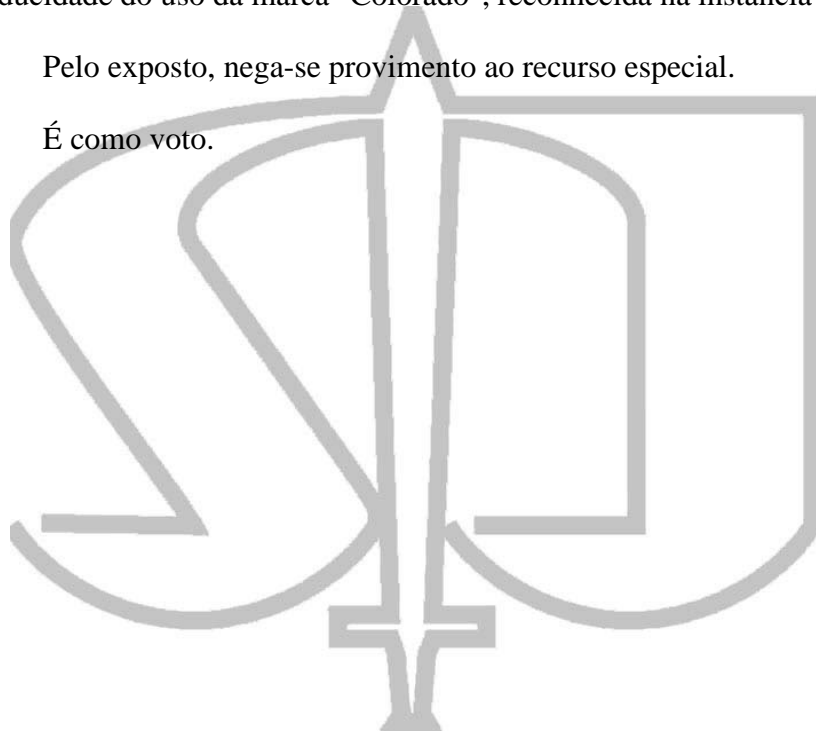 do uso da marca "Colorado", reconhecida na instância
Pelo exposto, nega-se provimento ao recurso especial.
É como voto.